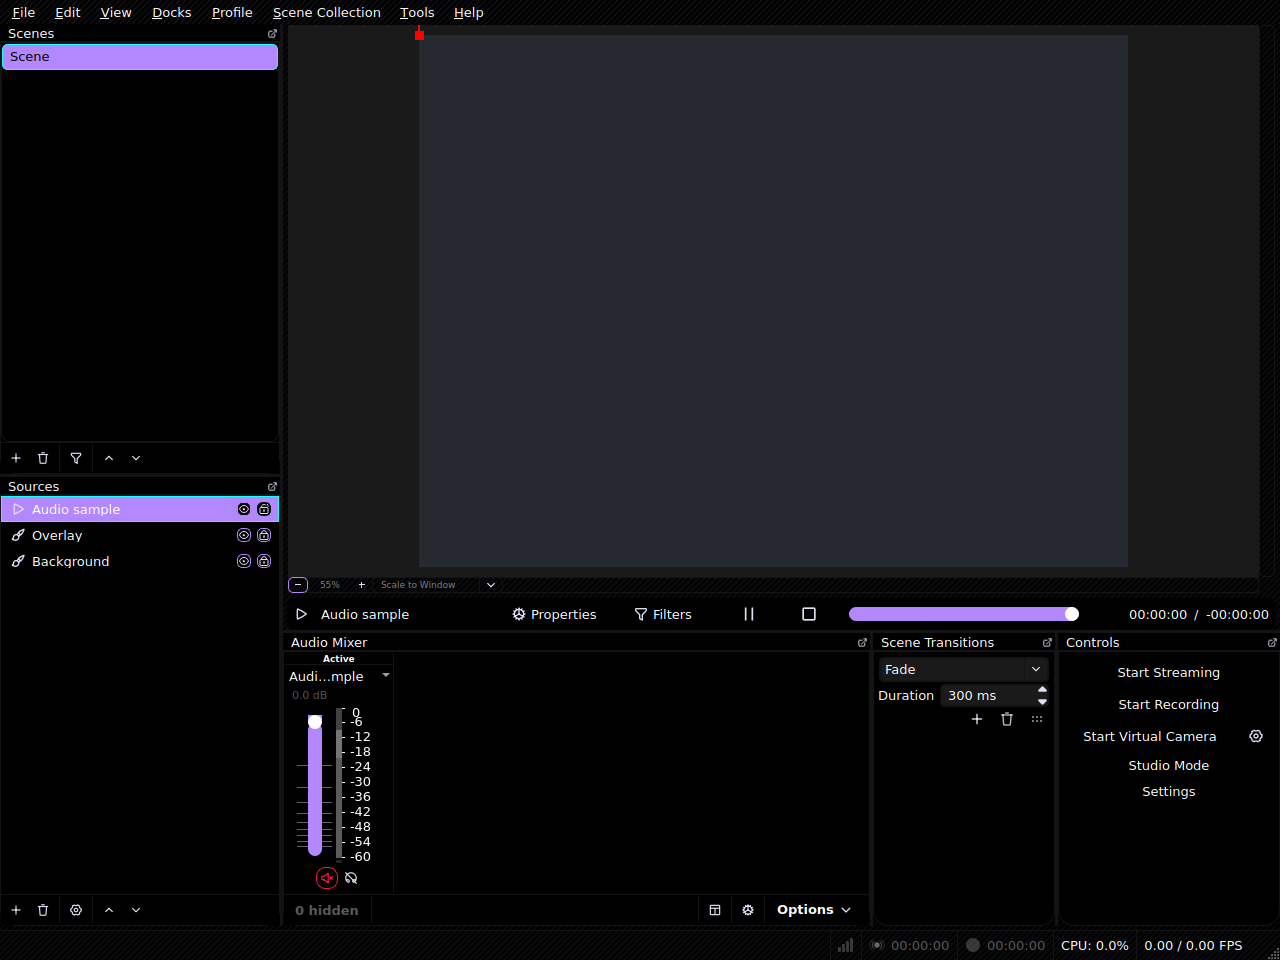 File Edit View Docks Profile Scene Collection Tools Help
Scenes
Scene
Sources
Audio sample
Overlay
Background
55% Scale to Window
Audio sample Properties Filters 00:00:00 / -00:00:00
Audio Mixer
Active
Audi...mple
0.0 dB
0
-6
-12
-18
-24
-30
-36
-42
-48
-54
-60
0 hidden Options
Scene Transitions
Fade
Duration 300 ms
Controls
Start Streaming
Start Recording
Start Virtual Camera
Studio Mode
Settings
00:00:00 00:00:00 CPU: 0.0% 0.00 / 0.00 FPS